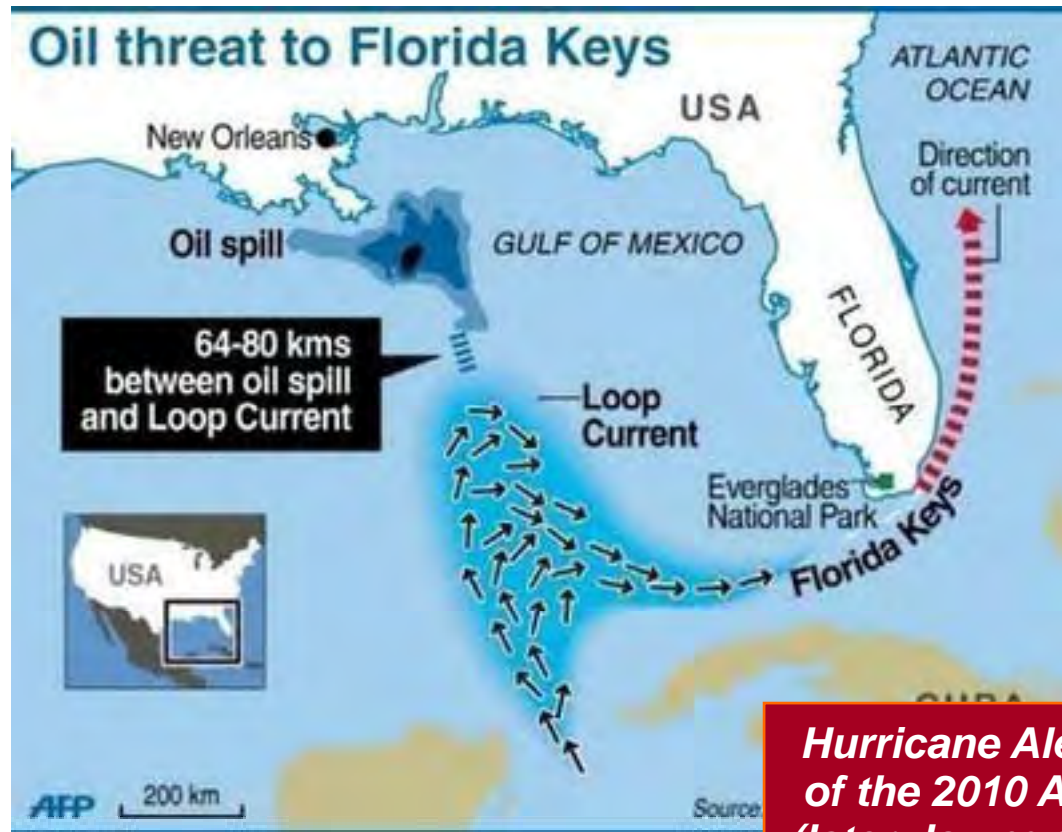 Oil threat to Florida Keys
ATLANTIC
OCEAN
USA
New Orleans
Direction
of current
Oil spill
GULF OF MEXICO
FLORIDA
64-80 kms
between oil spill
and Loop Current
Loop
Current
Everglades
National Park
Florida Keys
USA
Hurricane Ale
of the 2010 A
AFP
200 km
Source: